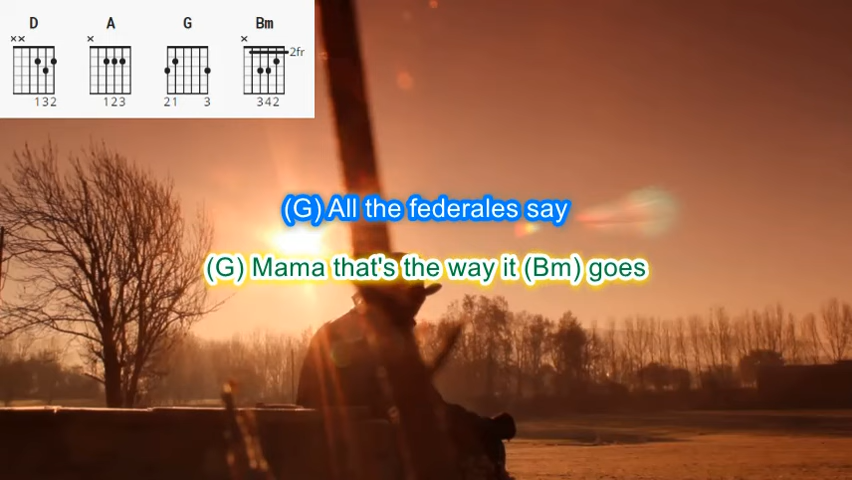 D A G Bm
×× × ×
2fr
132 123 21 3 342
(G) All the federales say
(G) Mama that's the way it (Bm) goes